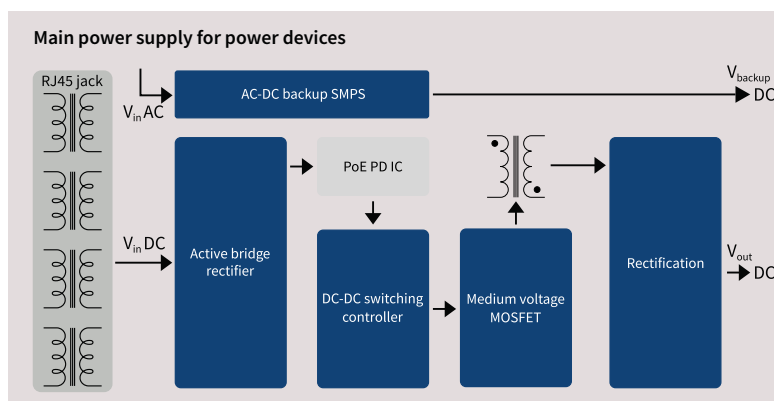 Main power supply for power devices
RJ45 jack
Vin AC
AC-DC backup SMPS
Vbackup
DC
Vin DC
Active bridge
rectifier
PoE PD IC
DC-DC switching
controller
Medium voltage
MOSFET
Rectification
Vout
DC